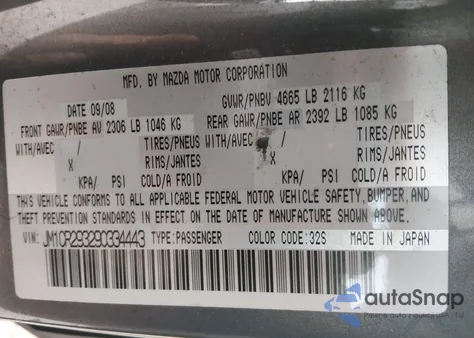 MFD. BY MAZDA MOTOR CORPORATION
DATE 09/08 GVWR/PNBV 4665 LB 2116 KG
FRONT GAWR/PNBE AV 2306 LB 1046 KG REAR GAWR/PNBE AR 2392 LB 1085 KG
WITH/AVEC / TIRES/PNEUS WITH/AVEC TIRES/PNEUS
X RIMS/JANTES X RIMS/JANTES
KPA/ PSI COLD/A FROID KPA/ PSI COLD/A FROID
THIS VEHICLE CONFORMS TO ALL APPLICABLE FEDERAL MOTOR VEHICLE SAFETY, BUMPER, AND
THEFT PREVENTION STANDARDS IN EFFECT ON THE DATE OF MANUFACTURE SHOWN ABOVE.
VIN: JM1CR293290334443 TYPE:PASSENGER COLOR CODE:32S MADE IN JAPAN
autoSnap